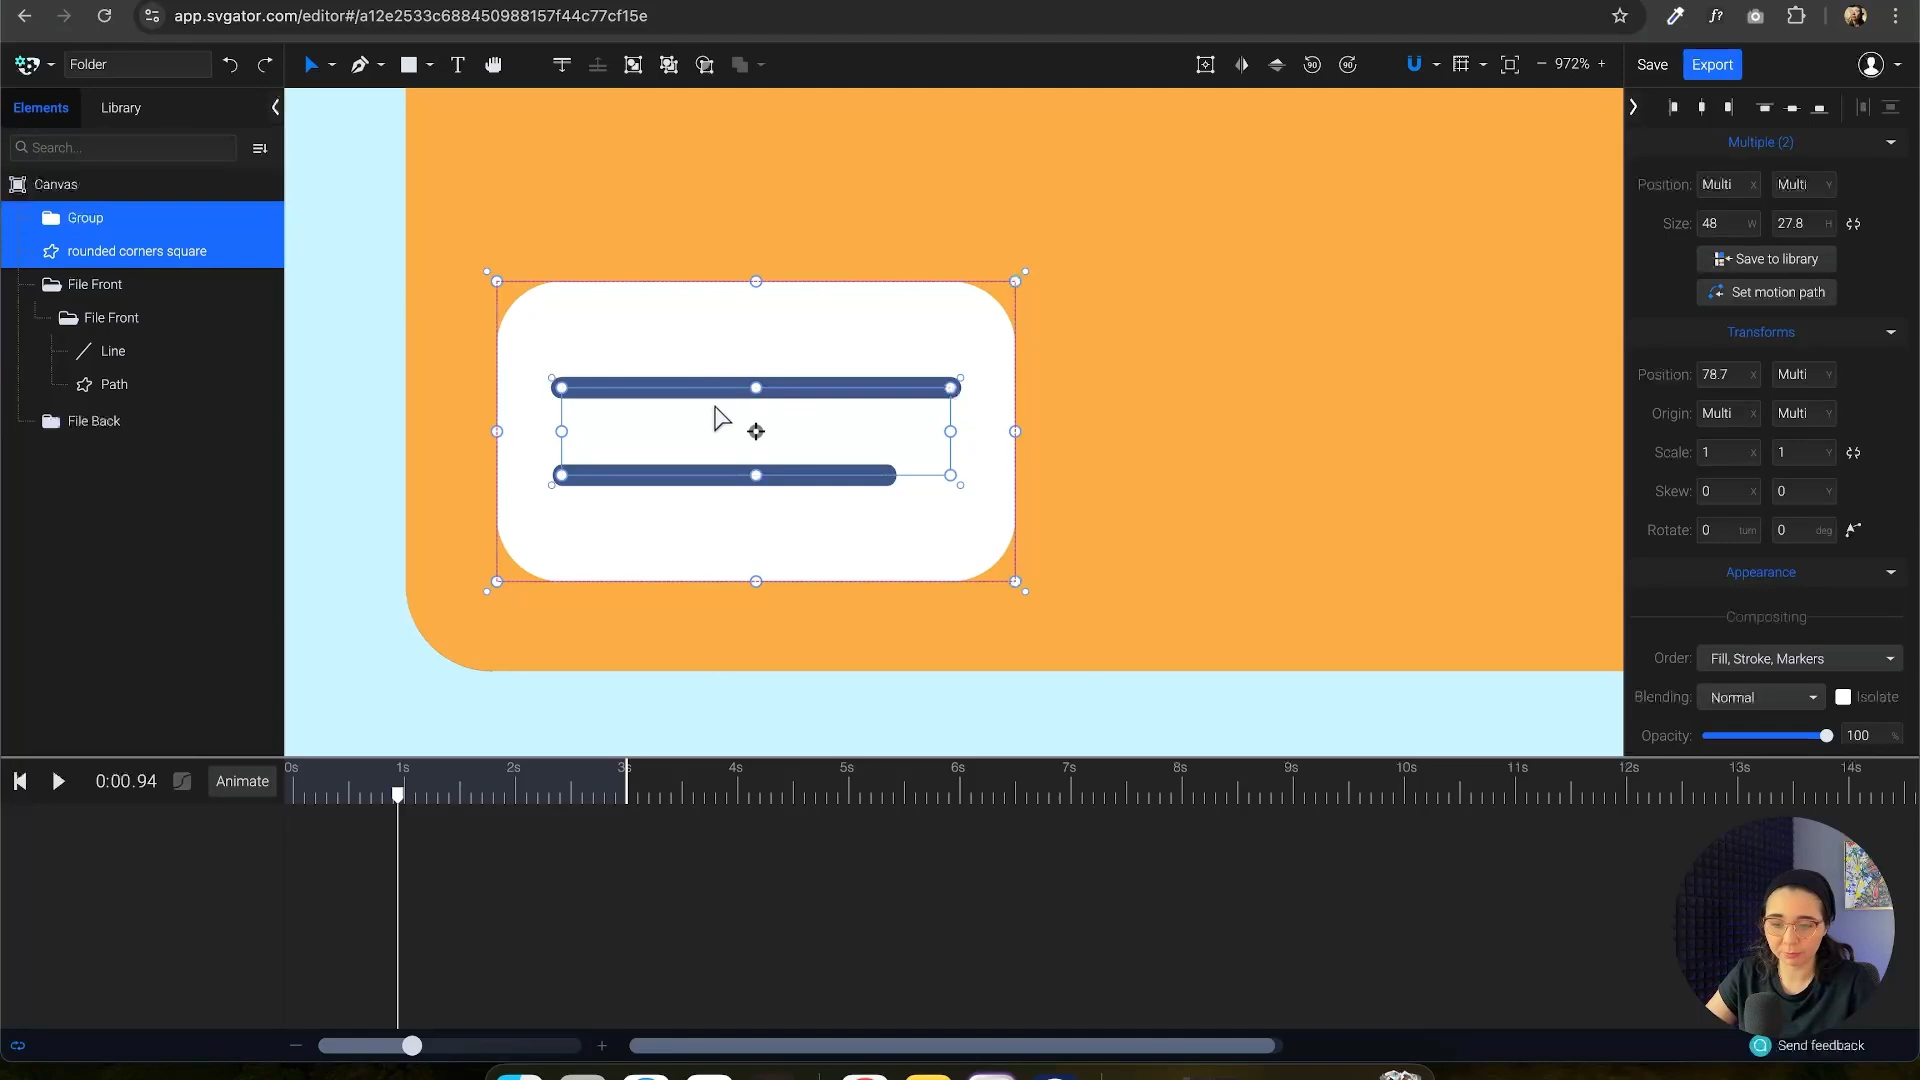 app.svgator.com/editor#/a12e2533c688450988157f44c77cf15e
Folder
972%
Save
Export
Elements
Library
Search...
Canvas
Group
rounded corners square
File Front
File Front
Line
Path
File Back
Multiple (2)
Position: Multi X Multi Y
Size: 48 W 27.8 H
Save to library
Set motion path
Transforms
Position: 78.7 X Multi Y
Origin: Multi X Multi Y
Scale: 1 X 1 Y
Skew: 0 X 0 Y
Rotate: 0 turn 0 deg
Appearance
Compositing
Order: Fill, Stroke, Markers
Blending: Normal Isolate
Opacity: 100 %
0:00.94
Animate
0s 1s 2s 3s 4s 5s 6s 7s 8s 9s 10s 11s 12s 13s 14s
Send feedback